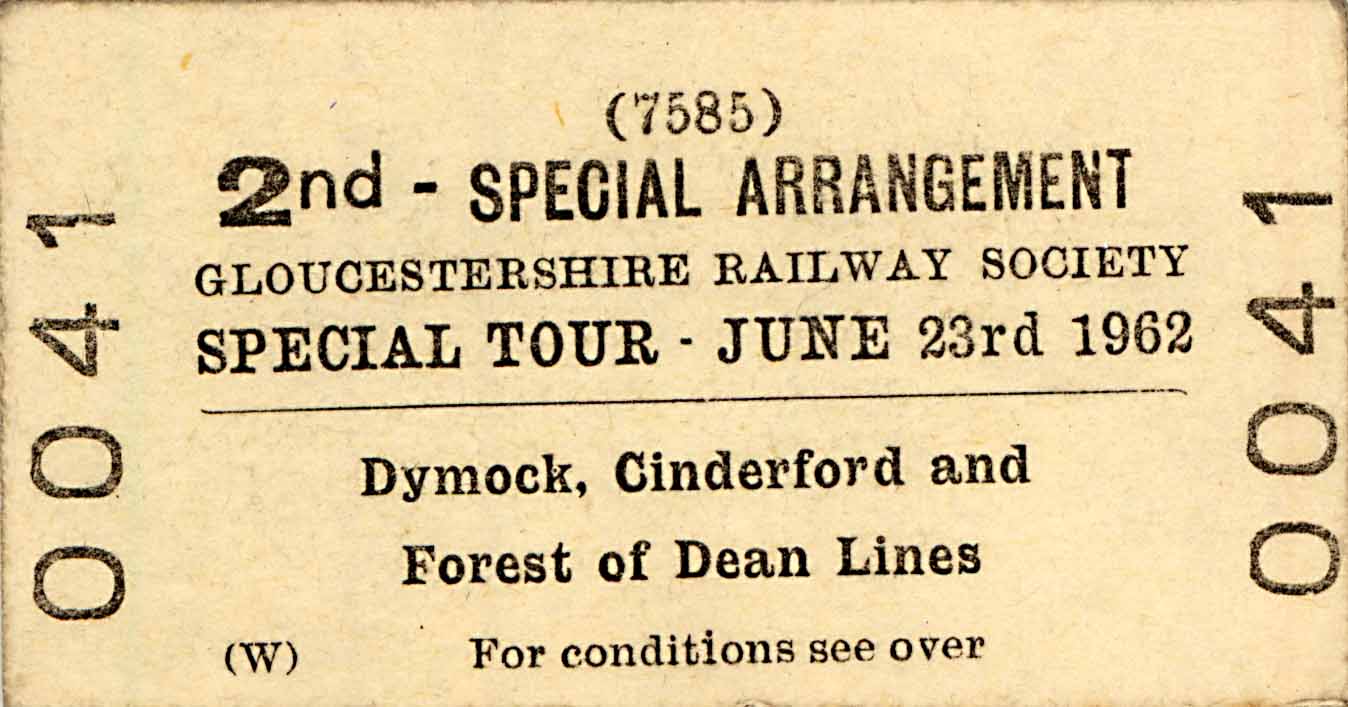 (7585)
2nd - SPECIAL ARRANGEMENT
GLOUCESTERSHIRE RAILWAY SOCIETY
SPECIAL TOUR - JUNE 23rd 1962
Dymock, Cinderford and
Forest of Dean Lines
(W) For conditions see over
0041
0041